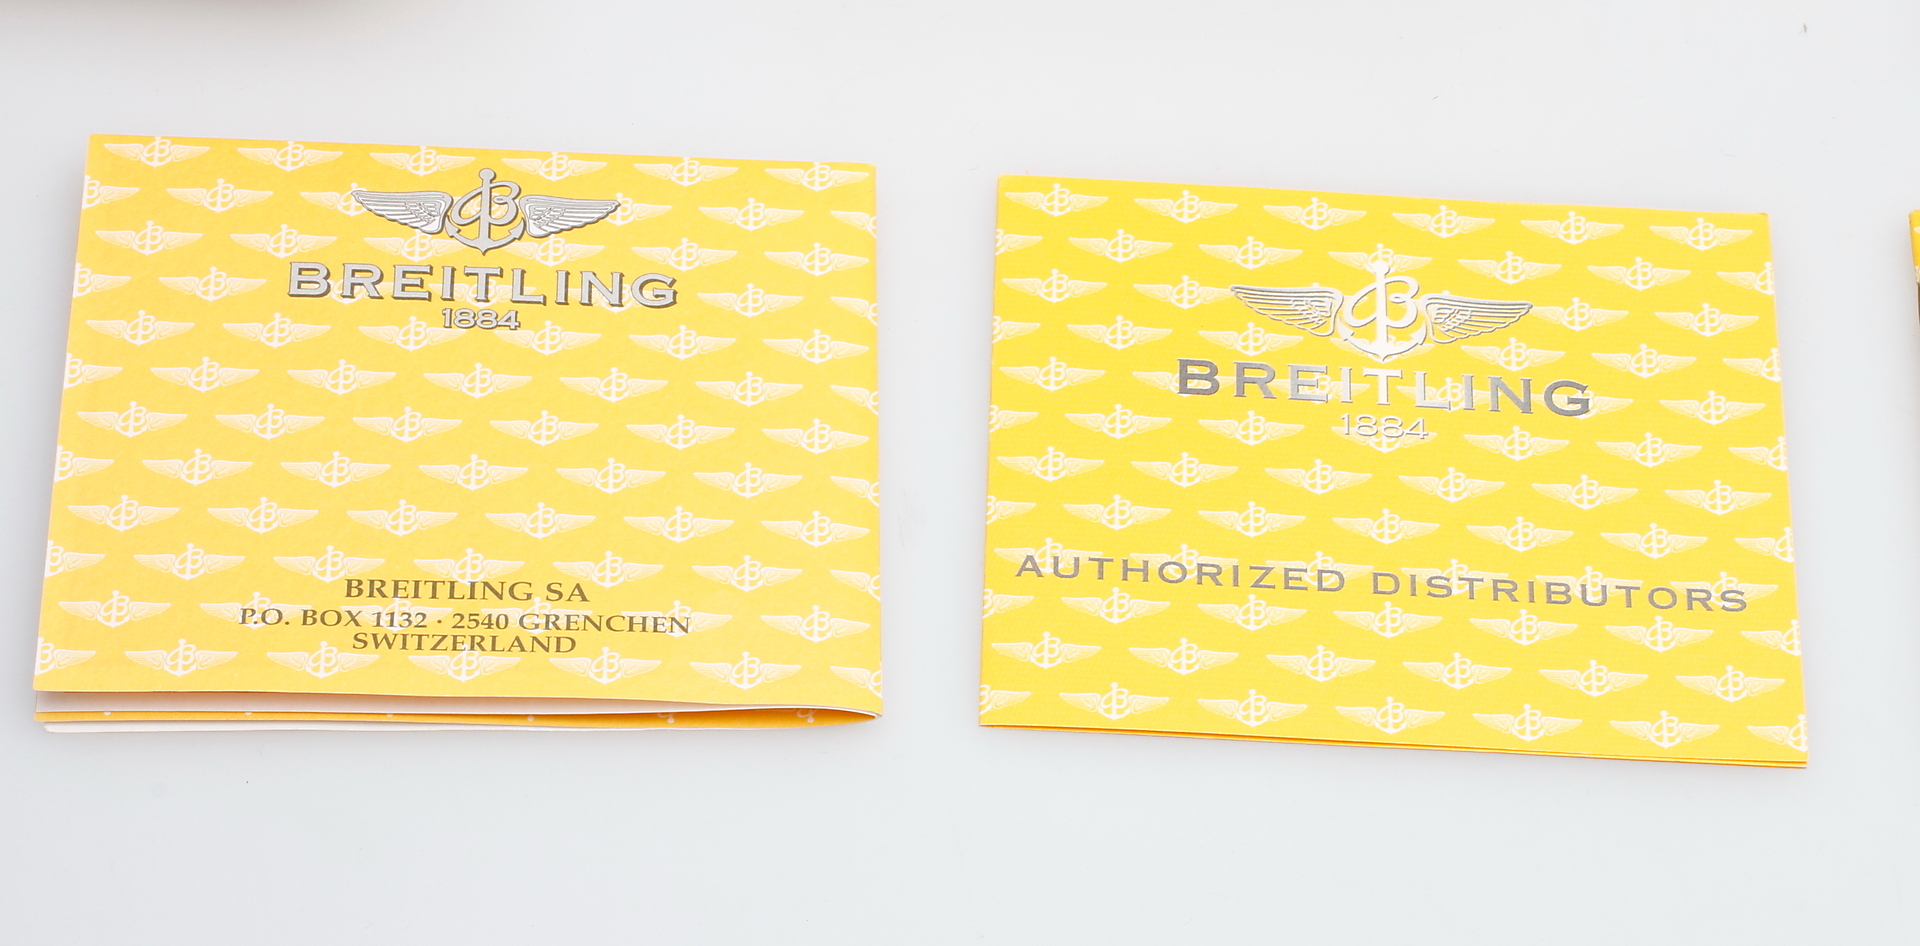 BREITLING
1884
BREITLING SA
P.O. BOX 1132 · 2540 GRENCHEN
SWITZERLAND
BREITLING
1884
AUTHORIZED DISTRIBUTORS